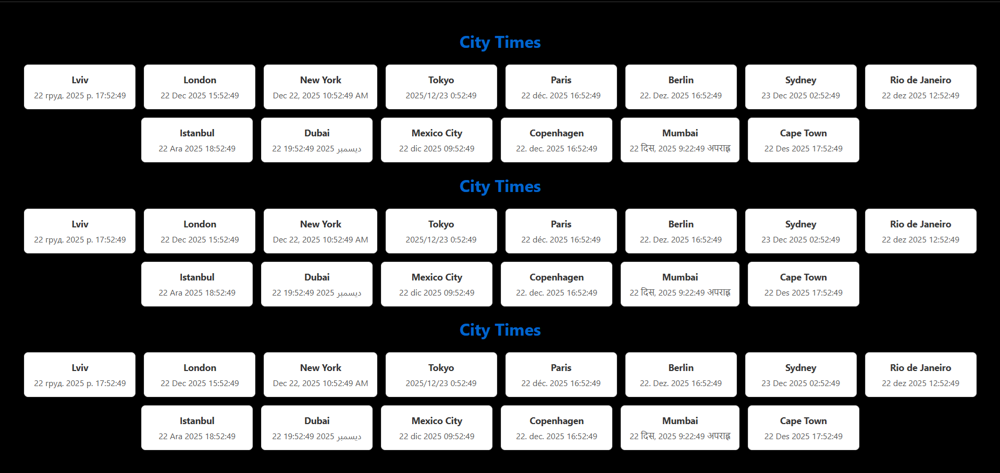 City Times
Lviv
22 груд. 2025 р. 17:52:49
London
22 Dec 2025 15:52:49
New York
Dec 22, 2025 10:52:49 AM
Tokyo
2025/12/23 0:52:49
Paris
22 déc. 2025 16:52:49
Berlin
22. Dez. 2025 16:52:49
Sydney
23 Dec 2025 02:52:49
Rio de Janeiro
22 dez 2025 12:52:49
Istanbul
22 Ara 2025 18:52:49
Dubai
22 ديسمبر 2025 19:52:49
Mexico City
22 dic 2025 09:52:49
Copenhagen
22. dec. 2025 16:52:49
Mumbai
22 दिस, 2025 9:22:49 अपराह्न
Cape Town
22 Des 2025 17:52:49
City Times
Lviv
22 груд. 2025 р. 17:52:49
London
22 Dec 2025 15:52:49
New York
Dec 22, 2025 10:52:49 AM
Tokyo
2025/12/23 0:52:49
Paris
22 déc. 2025 16:52:49
Berlin
22. Dez. 2025 16:52:49
Sydney
23 Dec 2025 02:52:49
Rio de Janeiro
22 dez 2025 12:52:49
Istanbul
22 Ara 2025 18:52:49
Dubai
22 ديسمبر 2025 19:52:49
Mexico City
22 dic 2025 09:52:49
Copenhagen
22. dec. 2025 16:52:49
Mumbai
22 दिस, 2025 9:22:49 अपराह्न
Cape Town
22 Des 2025 17:52:49
City Times
Lviv
22 груд. 2025 р. 17:52:49
London
22 Dec 2025 15:52:49
New York
Dec 22, 2025 10:52:49 AM
Tokyo
2025/12/23 0:52:49
Paris
22 déc. 2025 16:52:49
Berlin
22. Dez. 2025 16:52:49
Sydney
23 Dec 2025 02:52:49
Rio de Janeiro
22 dez 2025 12:52:49
Istanbul
22 Ara 2025 18:52:49
Dubai
22 ديسمبر 2025 19:52:49
Mexico City
22 dic 2025 09:52:49
Copenhagen
22. dec. 2025 16:52:49
Mumbai
22 दिस, 2025 9:22:49 अपराह्न
Cape Town
22 Des 2025 17:52:49